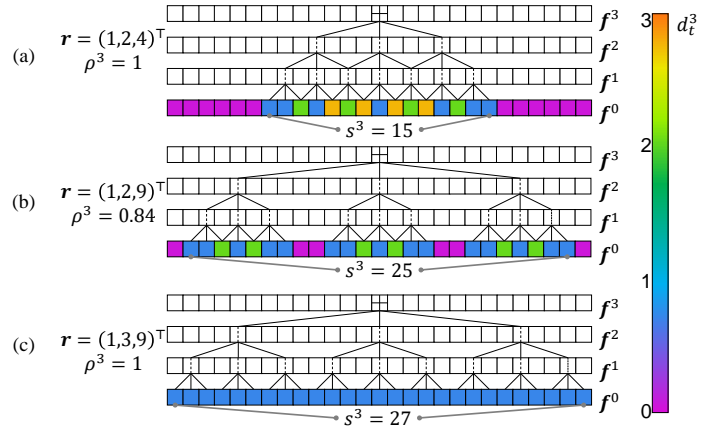 f³
r = (1,2,4)ᵀ
f²
(a)
ρ³ = 1
f¹
f⁰
s³ = 15
f³
r = (1,2,9)ᵀ
f²
(b)
ρ³ = 0.84
f¹
f⁰
s³ = 25
f³
r = (1,3,9)ᵀ
f²
(c)
ρ³ = 1
f¹
f⁰
s³ = 27
3
dₜ³
2
1
0